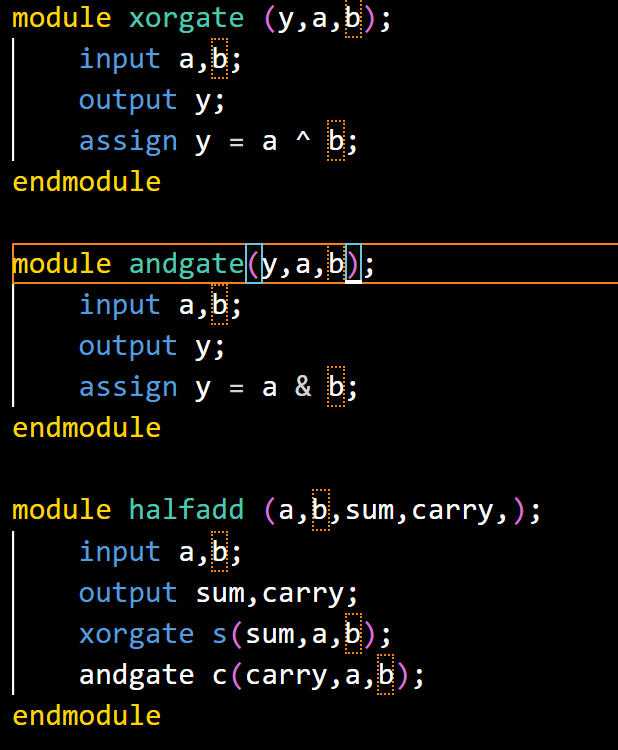 module xorgate (y,a,b);
    input a,b;
    output y;
    assign y = a ^ b;
endmodule

module andgate(y,a,b);
    input a,b;
    output y;
    assign y = a & b;
endmodule

module halfadd (a,b,sum,carry,);
    input a,b;
    output sum,carry;
    xorgate s(sum,a,b);
    andgate c(carry,a,b);
endmodule